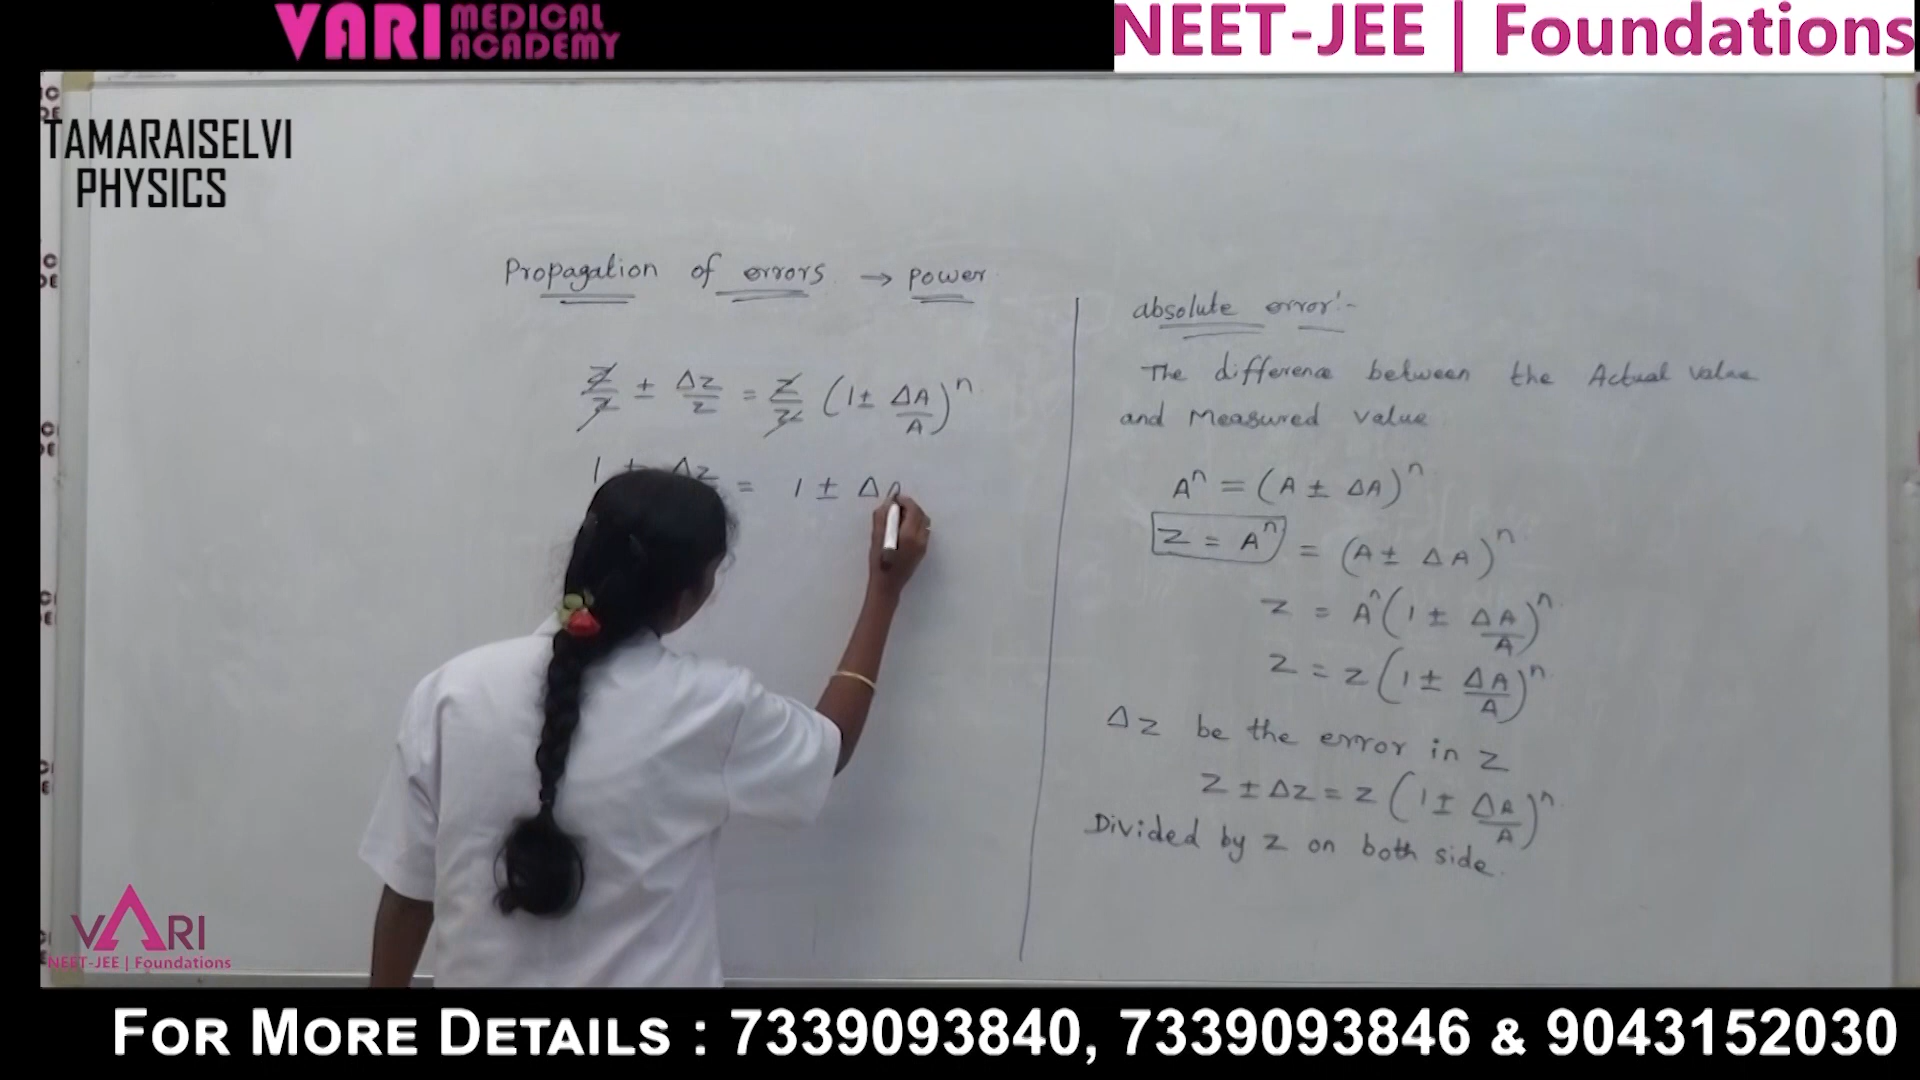 VARI MEDICAL ACADEMY
NEET-JEE | Foundations
TAMARAISELVI
PHYSICS
Propagation of errors → power
Z/Z ± ΔZ/Z = Z/Z (1 ± ΔA/A)ⁿ
1 ± ΔZ = 1 ± ΔA
absolute error:-
The difference between the Actual value
and Measured value
Aⁿ = (A ± ΔA)ⁿ
Z = Aⁿ = (A ± ΔA)ⁿ
Z = Aⁿ(1 ± ΔA/A)ⁿ
Z = Z(1 ± ΔA/A)ⁿ
ΔZ be the error in Z
Z ± ΔZ = Z(1 ± ΔA/A)ⁿ
Divided by Z on both side.
VARI
NEET-JEE | Foundations
FOR MORE DETAILS : 7339093840, 7339093846 & 9043152030